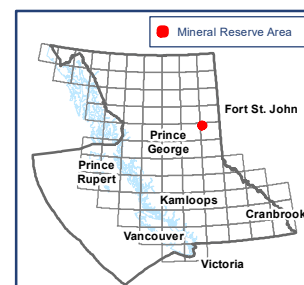 Mineral Reserve Area
Fort St. John
Prince
George
Prince
Rupert
Kamloops
Cranbrook
Vancouver
Victoria